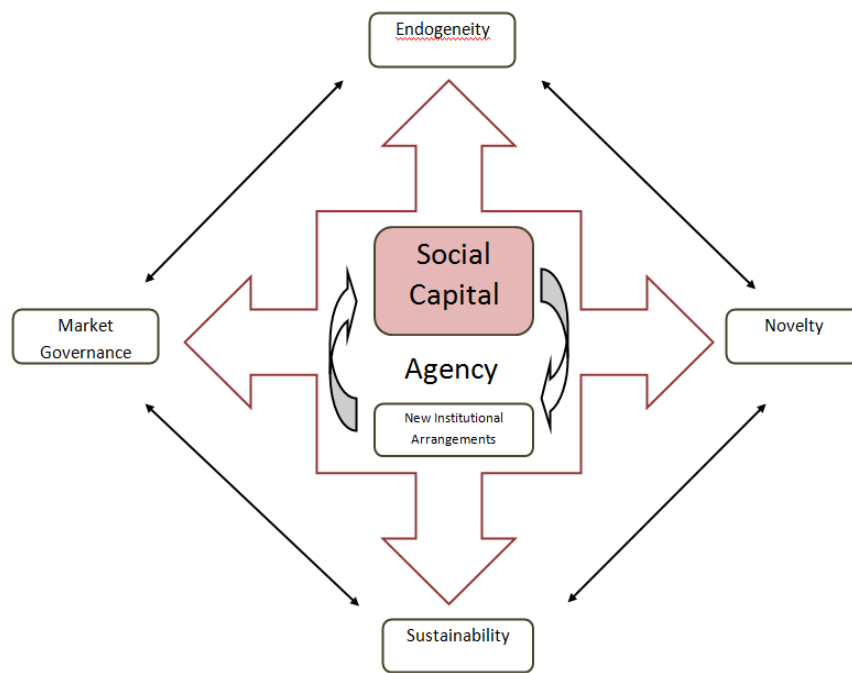 Endogeneity
Social
Capital
Market
Governance
Novelty
Agency
New Institutional
Arrangements
Sustainability